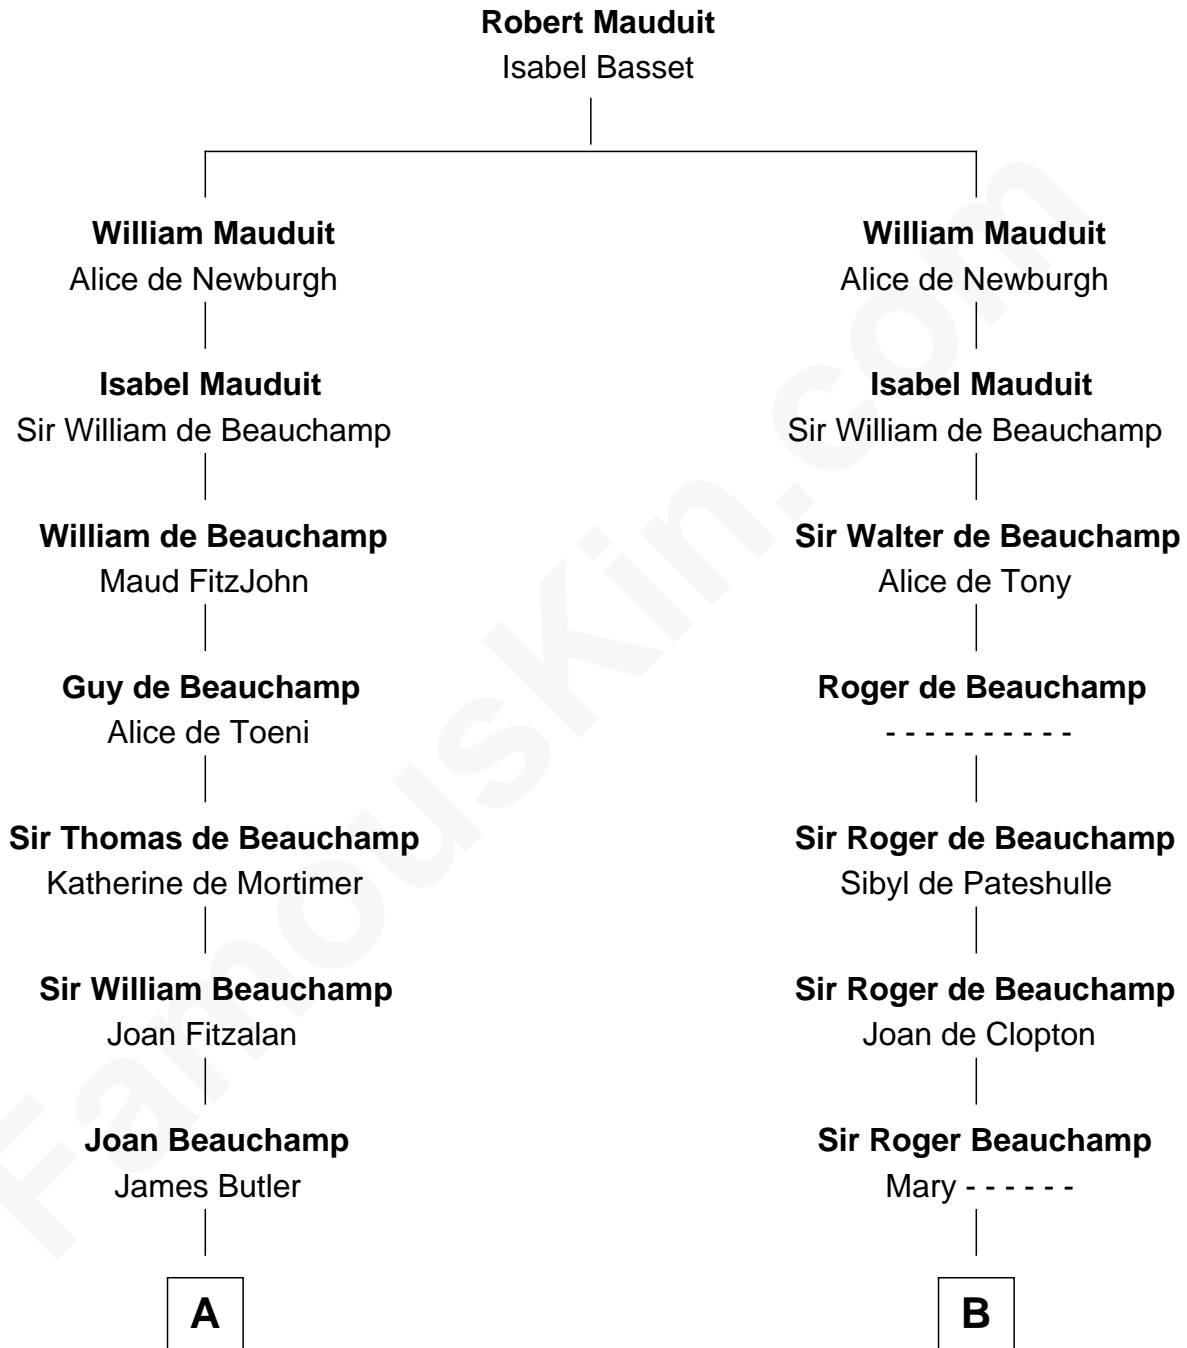 Robert Mauduit
Isabel Basset
William Mauduit
Alice de Newburgh
William Mauduit
Alice de Newburgh
Isabel Mauduit
Sir William de Beauchamp
Isabel Mauduit
Sir William de Beauchamp
William de Beauchamp
Maud FitzJohn
Sir Walter de Beauchamp
Alice de Tony
Guy de Beauchamp
Alice de Toeni
Roger de Beauchamp
- - - - - - - - - -
Sir Thomas de Beauchamp
Katherine de Mortimer
Sir Roger de Beauchamp
Sibyl de Pateshulle
Sir William Beauchamp
Joan Fitzalan
Sir Roger de Beauchamp
Joan de Clopton
Joan Beauchamp
James Butler
Sir Roger Beauchamp
Mary - - - - - -
A
B
FamousKin.com